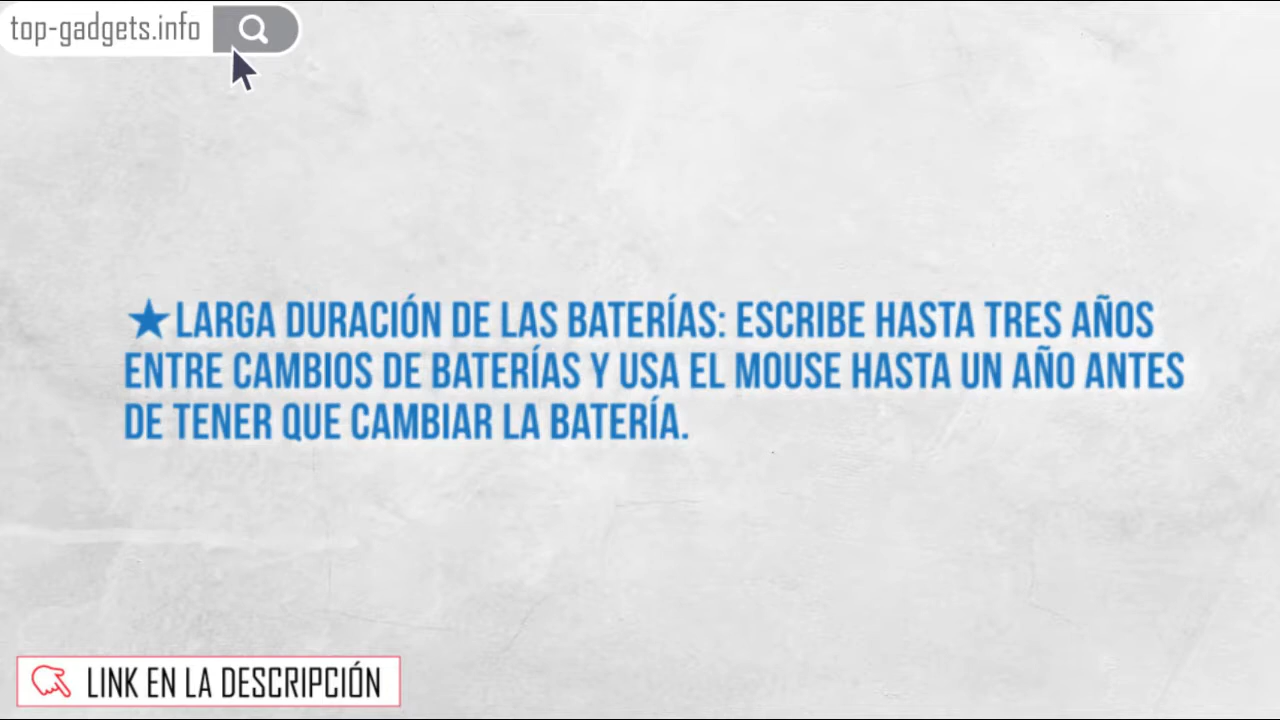 top-gadgets.info
★LARGA DURACIÓN DE LAS BATERÍAS: ESCRIBE HASTA TRES AÑOS
ENTRE CAMBIOS DE BATERÍAS Y USA EL MOUSE HASTA UN AÑO ANTES
DE TENER QUE CAMBIAR LA BATERÍA.
LINK EN LA DESCRIPCIÓN